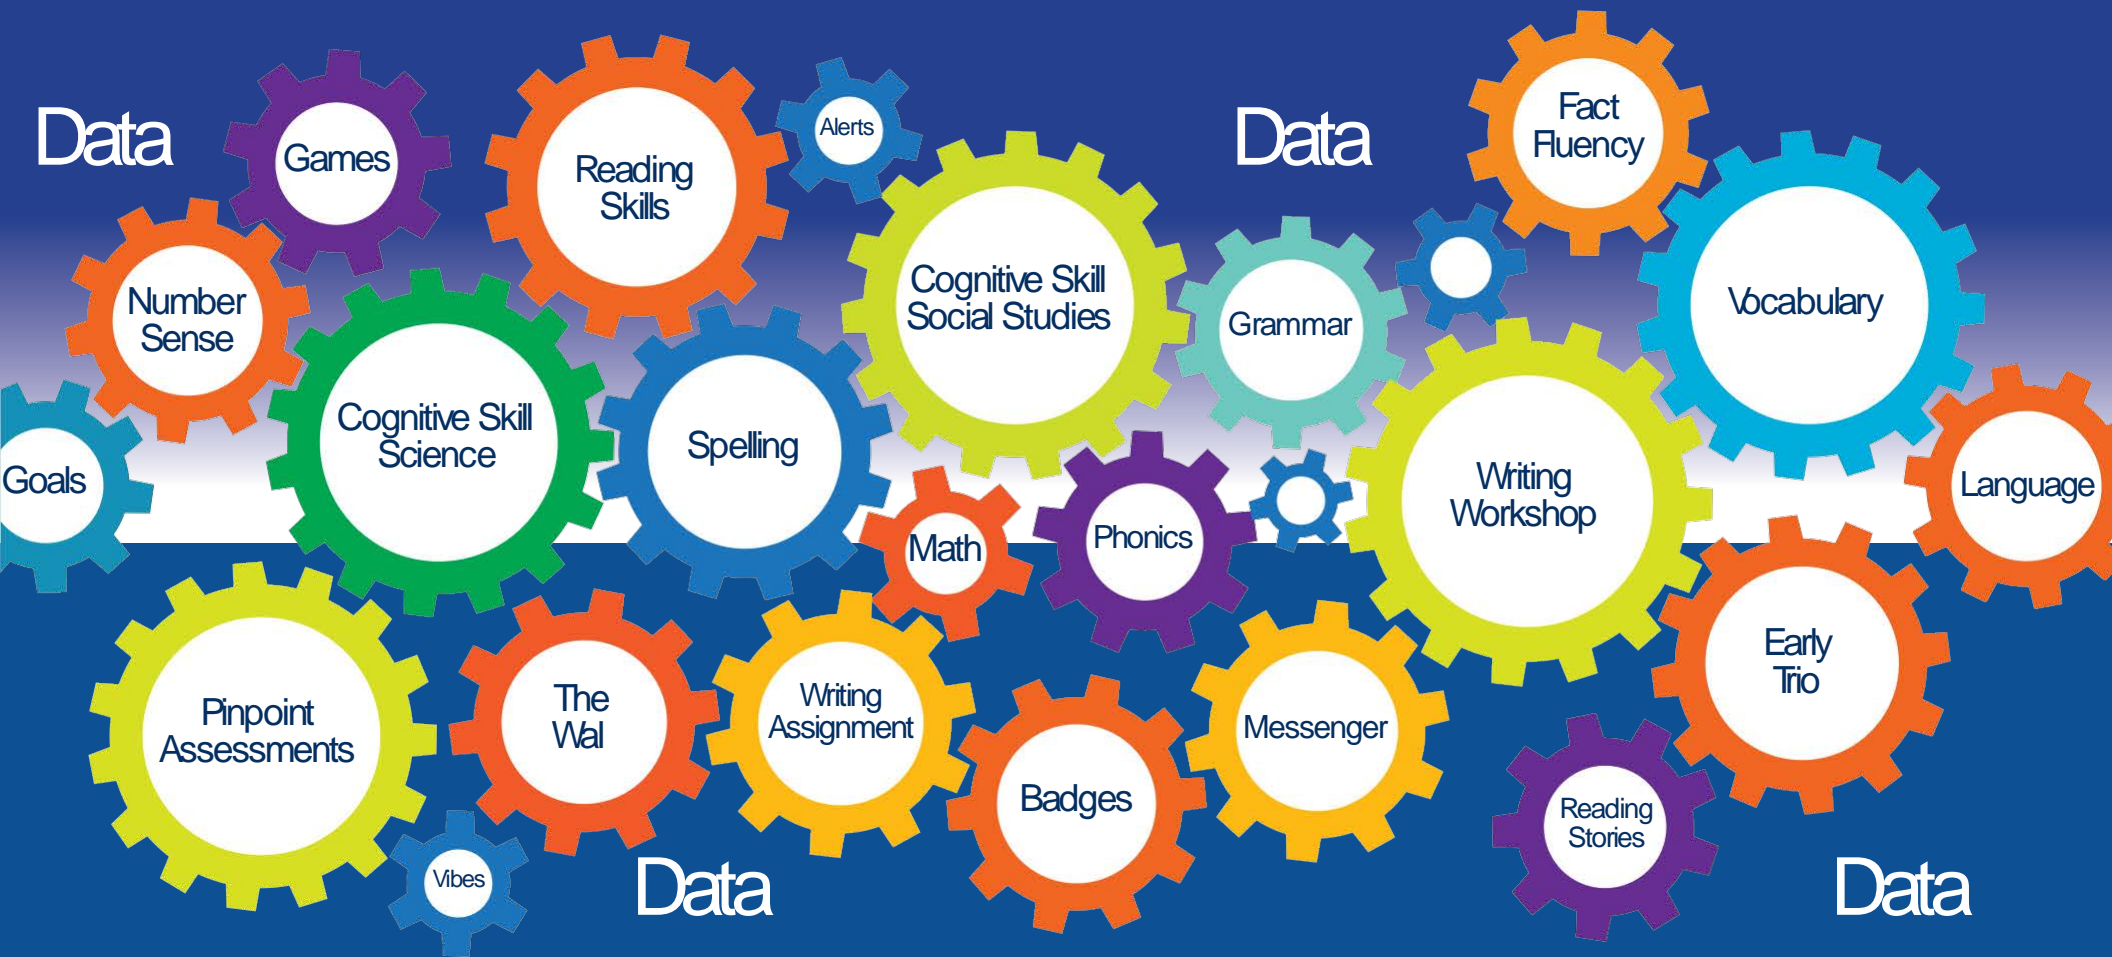 Data
Games
Reading
Skills
Alerts
Data
Fact
Fluency
Number
Sense
Cognitive Skill
Social Studies
Grammar
Vocabulary
Goals
Cognitive Skill
Science
Spelling
Math
Phonics
Writing
Workshop
Language
Pinpoint
Assessments
The
Wal
Writing
Assignment
Badges
Messenger
Early
Trio
Reading
Stories
Vibes
Data
Data